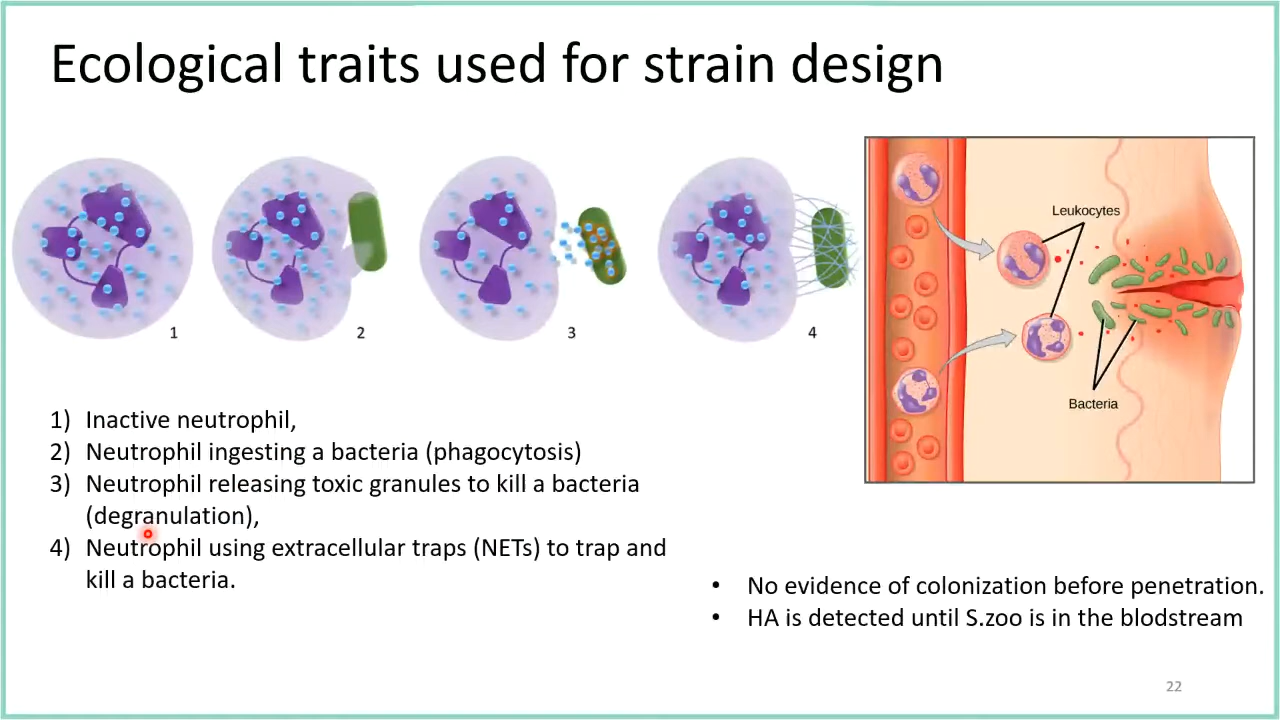 Ecological traits used for strain design
1
2
3
4
Leukocytes
Bacteria
1) Inactive neutrophil,
2) Neutrophil ingesting a bacteria (phagocytosis)
3) Neutrophil releasing toxic granules to kill a bacteria
(degranulation),
4) Neutrophil using extracellular traps (NETs) to trap and
kill a bacteria.
• No evidence of colonization before penetration.
• HA is detected until S.zoo is in the blodstream
22